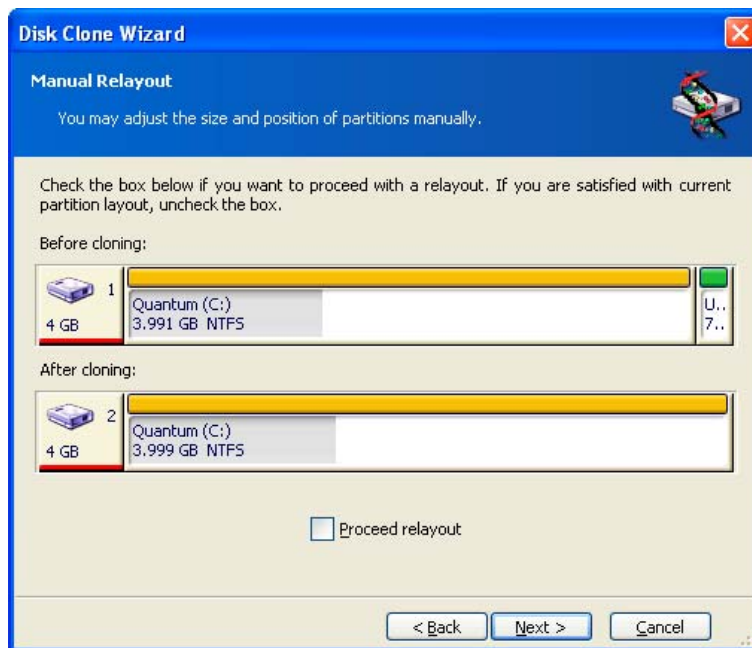 Disk Clone Wizard
Manual Relayout
You may adjust the size and position of partitions manually.
Check the box below if you want to proceed with a relayout. If you are satisfied with current
partition layout, uncheck the box.
Before cloning:
1
4 GB
Quantum (C:)
3.991 GB NTFS
U..
7..
After cloning:
2
4 GB
Quantum (C:)
3.999 GB NTFS
Proceed relayout
< Back
Next >
Cancel